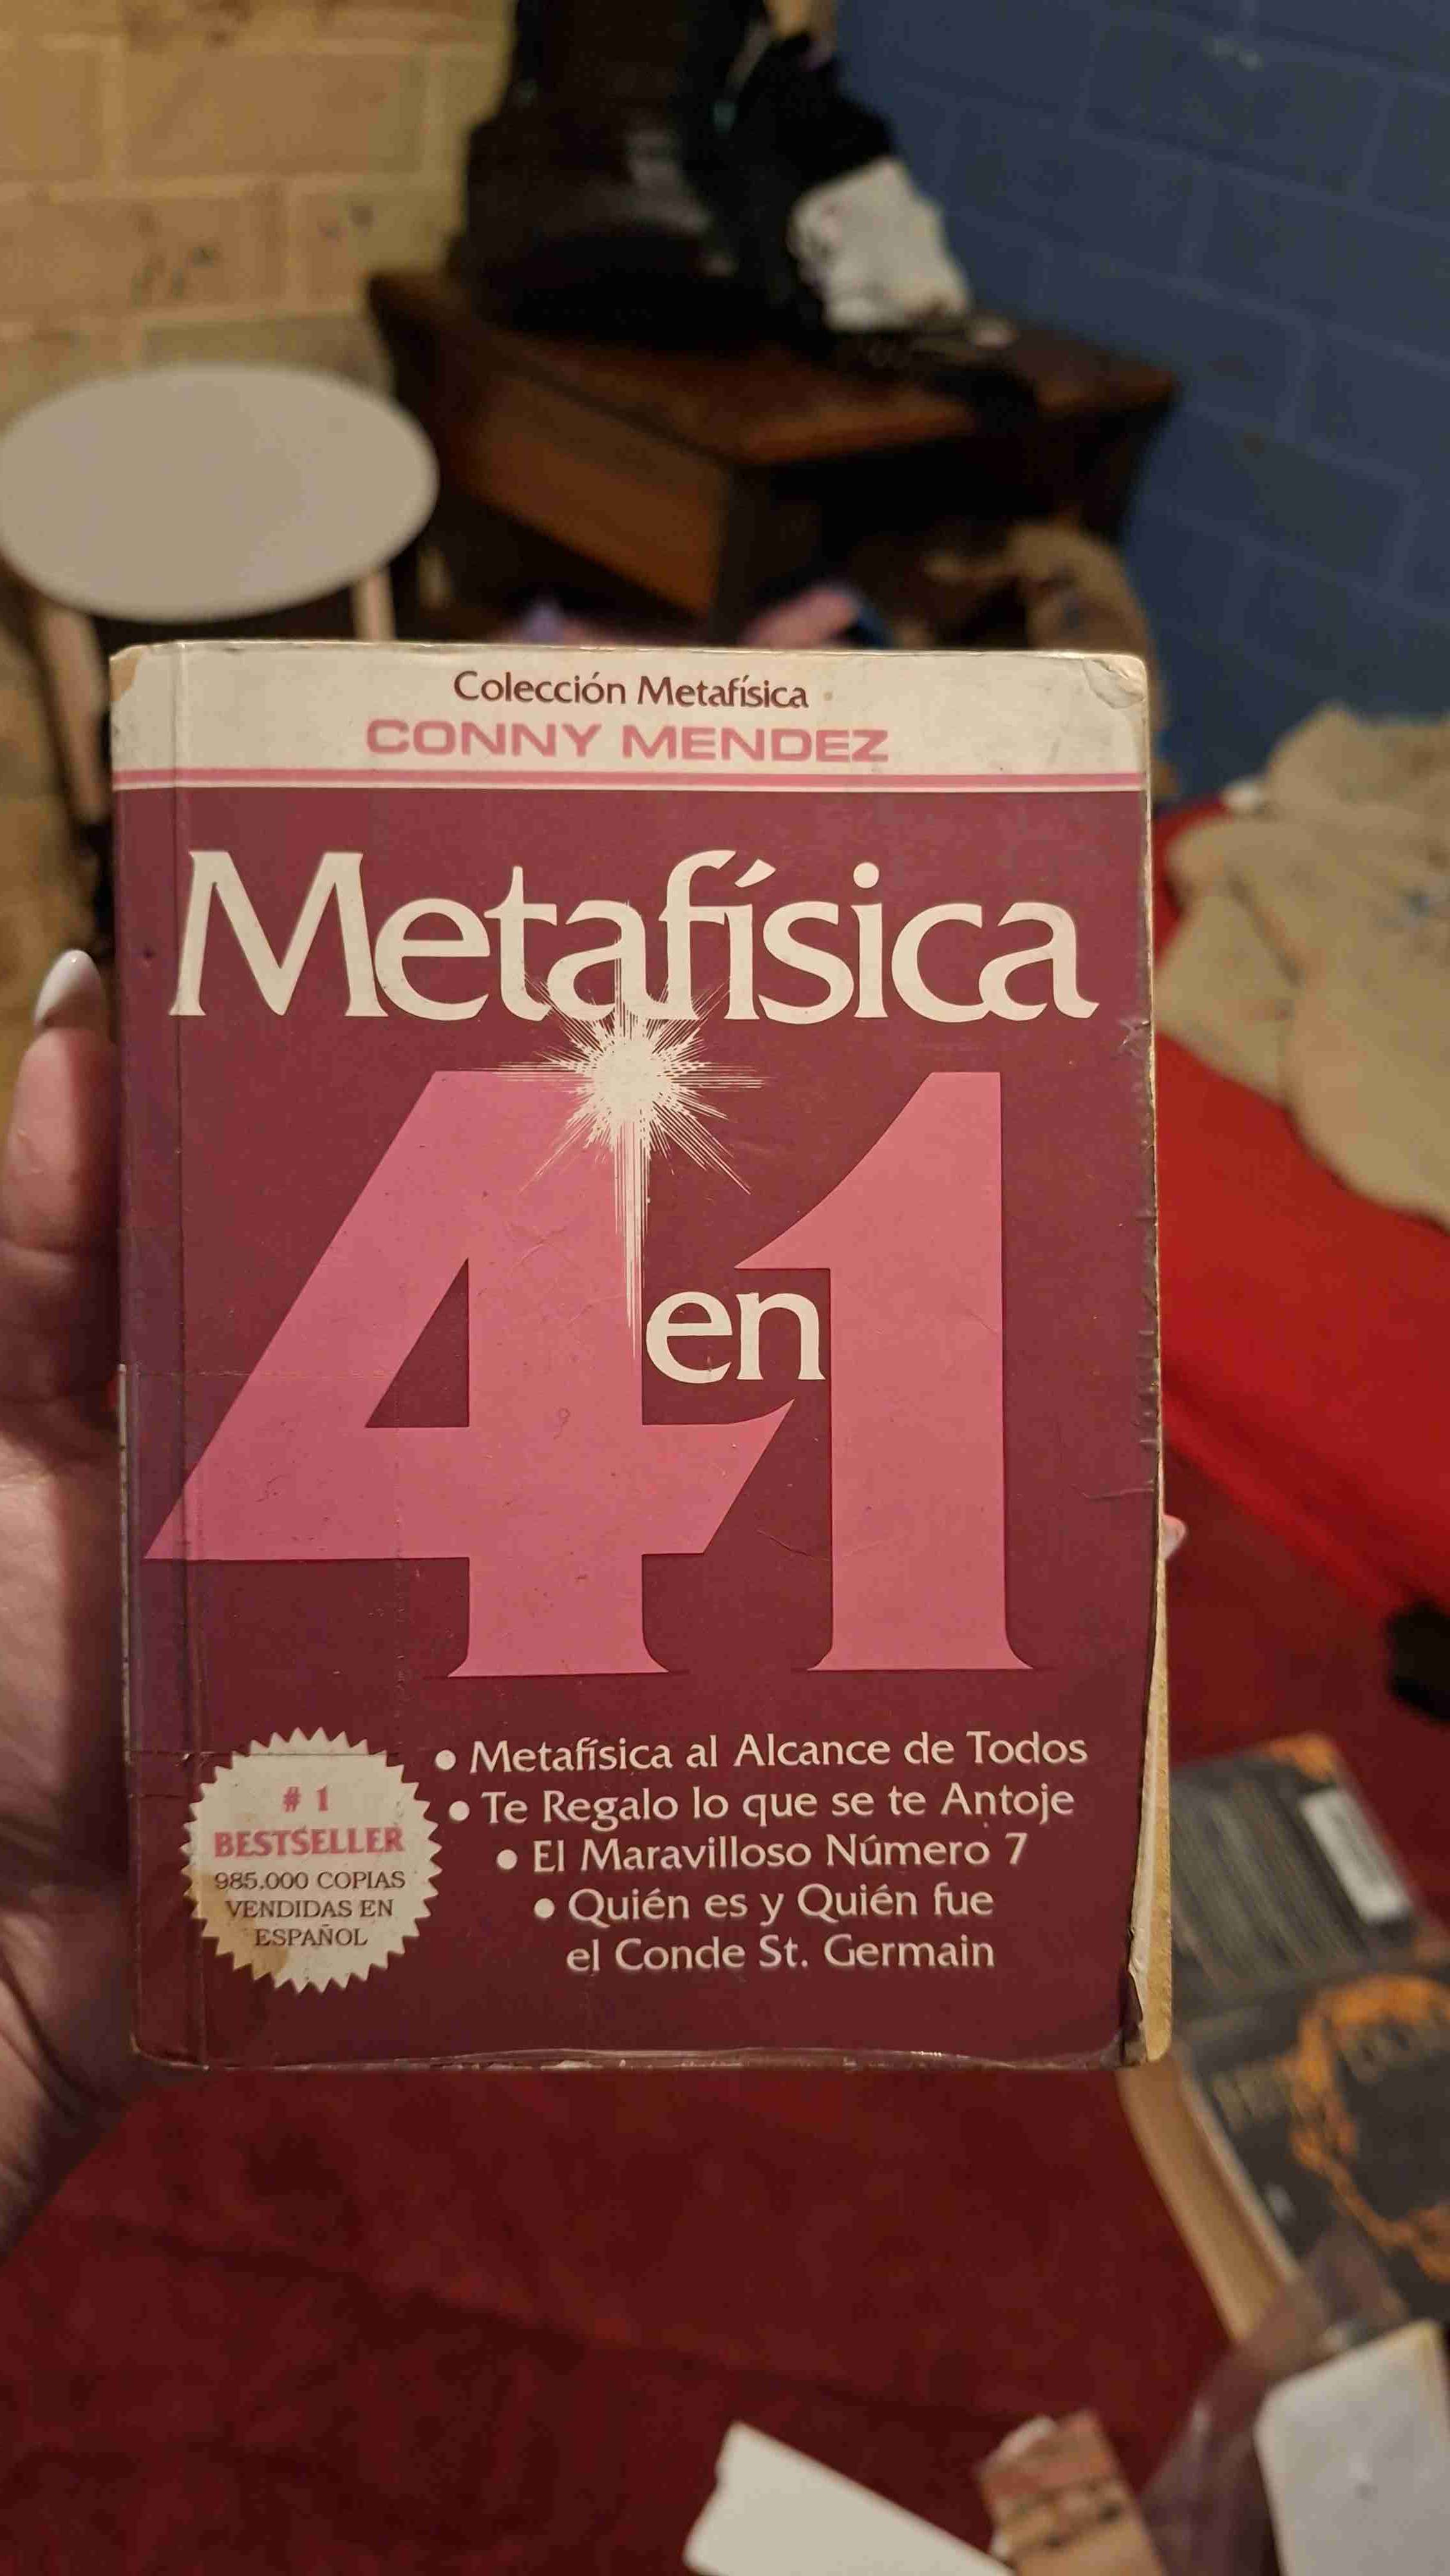 Colección Metafísica
CONNY MENDEZ
Metafísica
4 en 1
# 1
BESTSELLER
985.000 COPIAS
VENDIDAS EN
ESPAÑOL
• Metafísica al Alcance de Todos
• Te Regalo lo que se te Antoje
• El Maravilloso Número 7
• Quién es y Quién fue
el Conde St. Germain